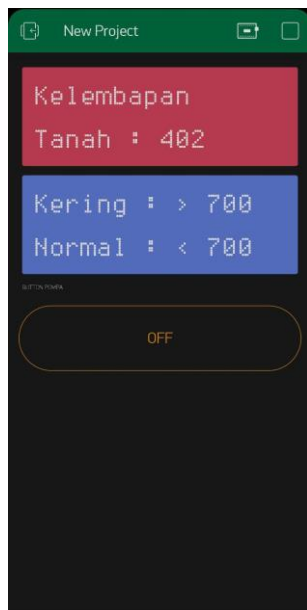 New Project
Kelembapan
Tanah : 402
Kering : > 700
Normal : < 700
BUTTON POMPA
OFF